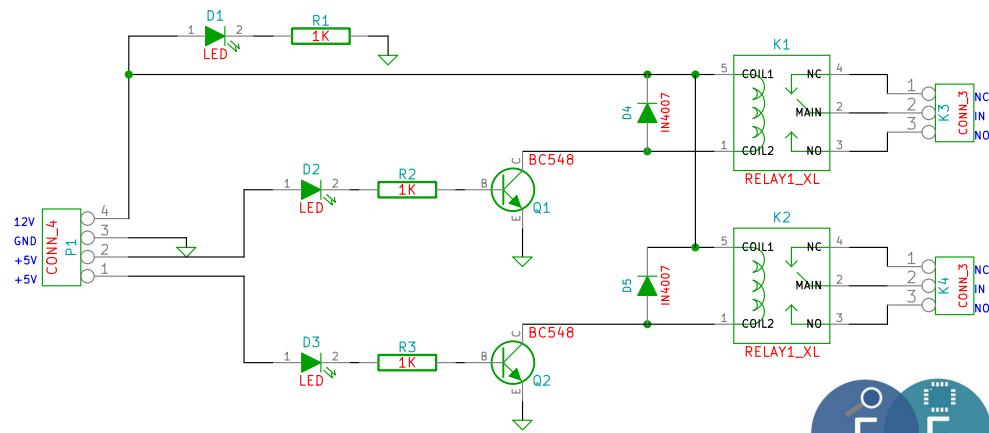 D1
1 2
LED
R1
1K
K1
5 COIL1 NC 4
MAIN 2
1 COIL2 NO 3
RELAY1_XL
1 NC
2 IN
3 NO
K3
CONN_3
D4
IN4007
D2
1 2
LED
R2
1K
B C E
BC548
Q1
12V 4
GND 3
+5V 2
+5V 1
CONN_4
P1
K2
5 COIL1 NC 4
MAIN 2
1 COIL2 NO 3
RELAY1_XL
1 NC
2 IN
3 NO
K4
CONN_3
D5
IN4007
D3
1 2
LED
R3
1K
B C E
BC548
Q2